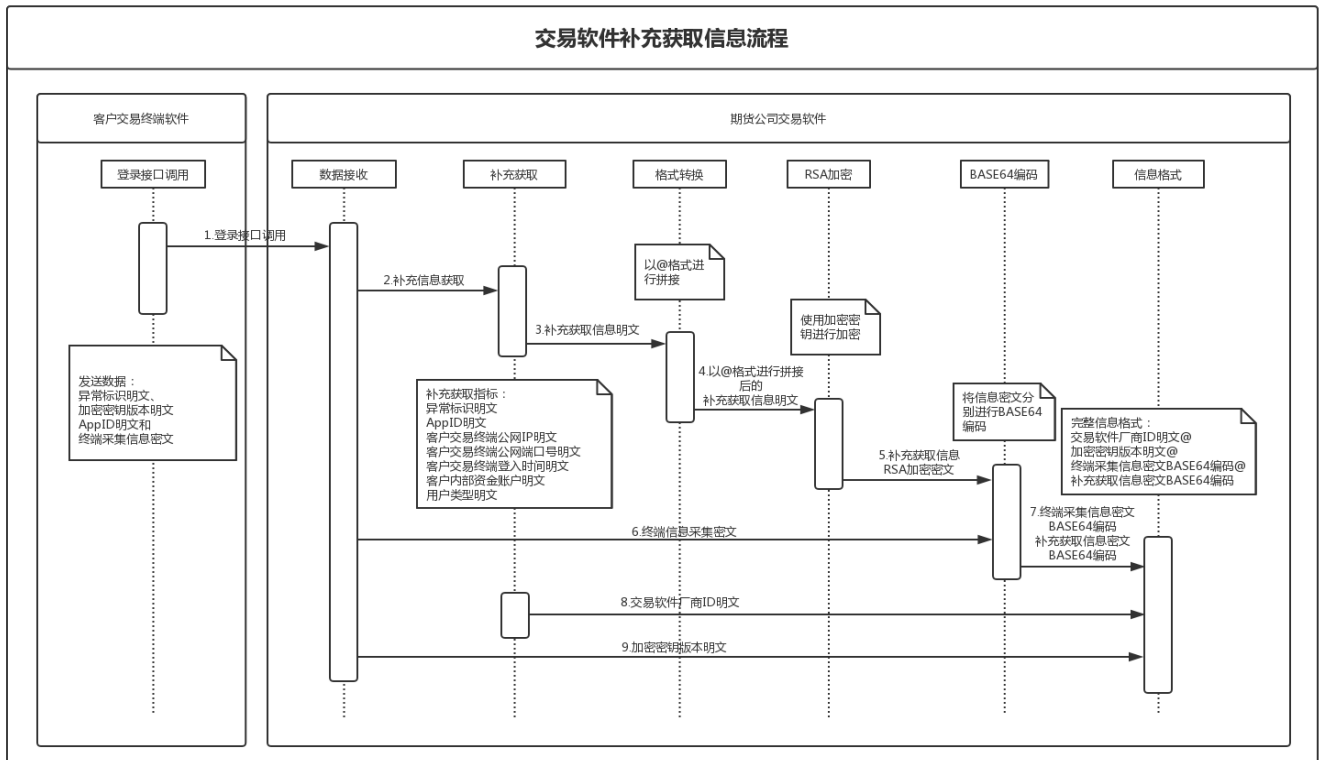 交易软件补充获取信息流程
客户交易终端软件
期货公司交易软件
登录接口调用
数据接收
补充获取
格式转换
RSA加密
BASE64编码
信息格式
1.登录接口调用
以@格式进
行拼接
2.补充信息获取
使用加密密
钥进行加密
3.补充获取信息明文
发送数据：
异常标识明文、
加密密钥版本明文
AppID明文和
终端采集信息密文
补充获取指标：
异常标识明文
AppID明文
客户交易终端公网IP明文
客户交易终端公网端口号明文
客户交易终端登入时间明文
客户内部资金账户明文
用户类型明文
4.以@格式进行拼接
后的
补充获取信息明文
将信息密文分
别进行BASE64
编码
完整信息格式：
交易软件厂商ID明文@
加密密钥版本明文@
终端采集信息密文BASE64编码@
补充获取信息密文BASE64编码
5.补充获取信息
RSA加密密文
6.终端信息采集密文
7.终端采集信息密文
BASE64编码
补充获取信息密文
BASE64编码
8.交易软件厂商ID明文
9.加密密钥版本明文